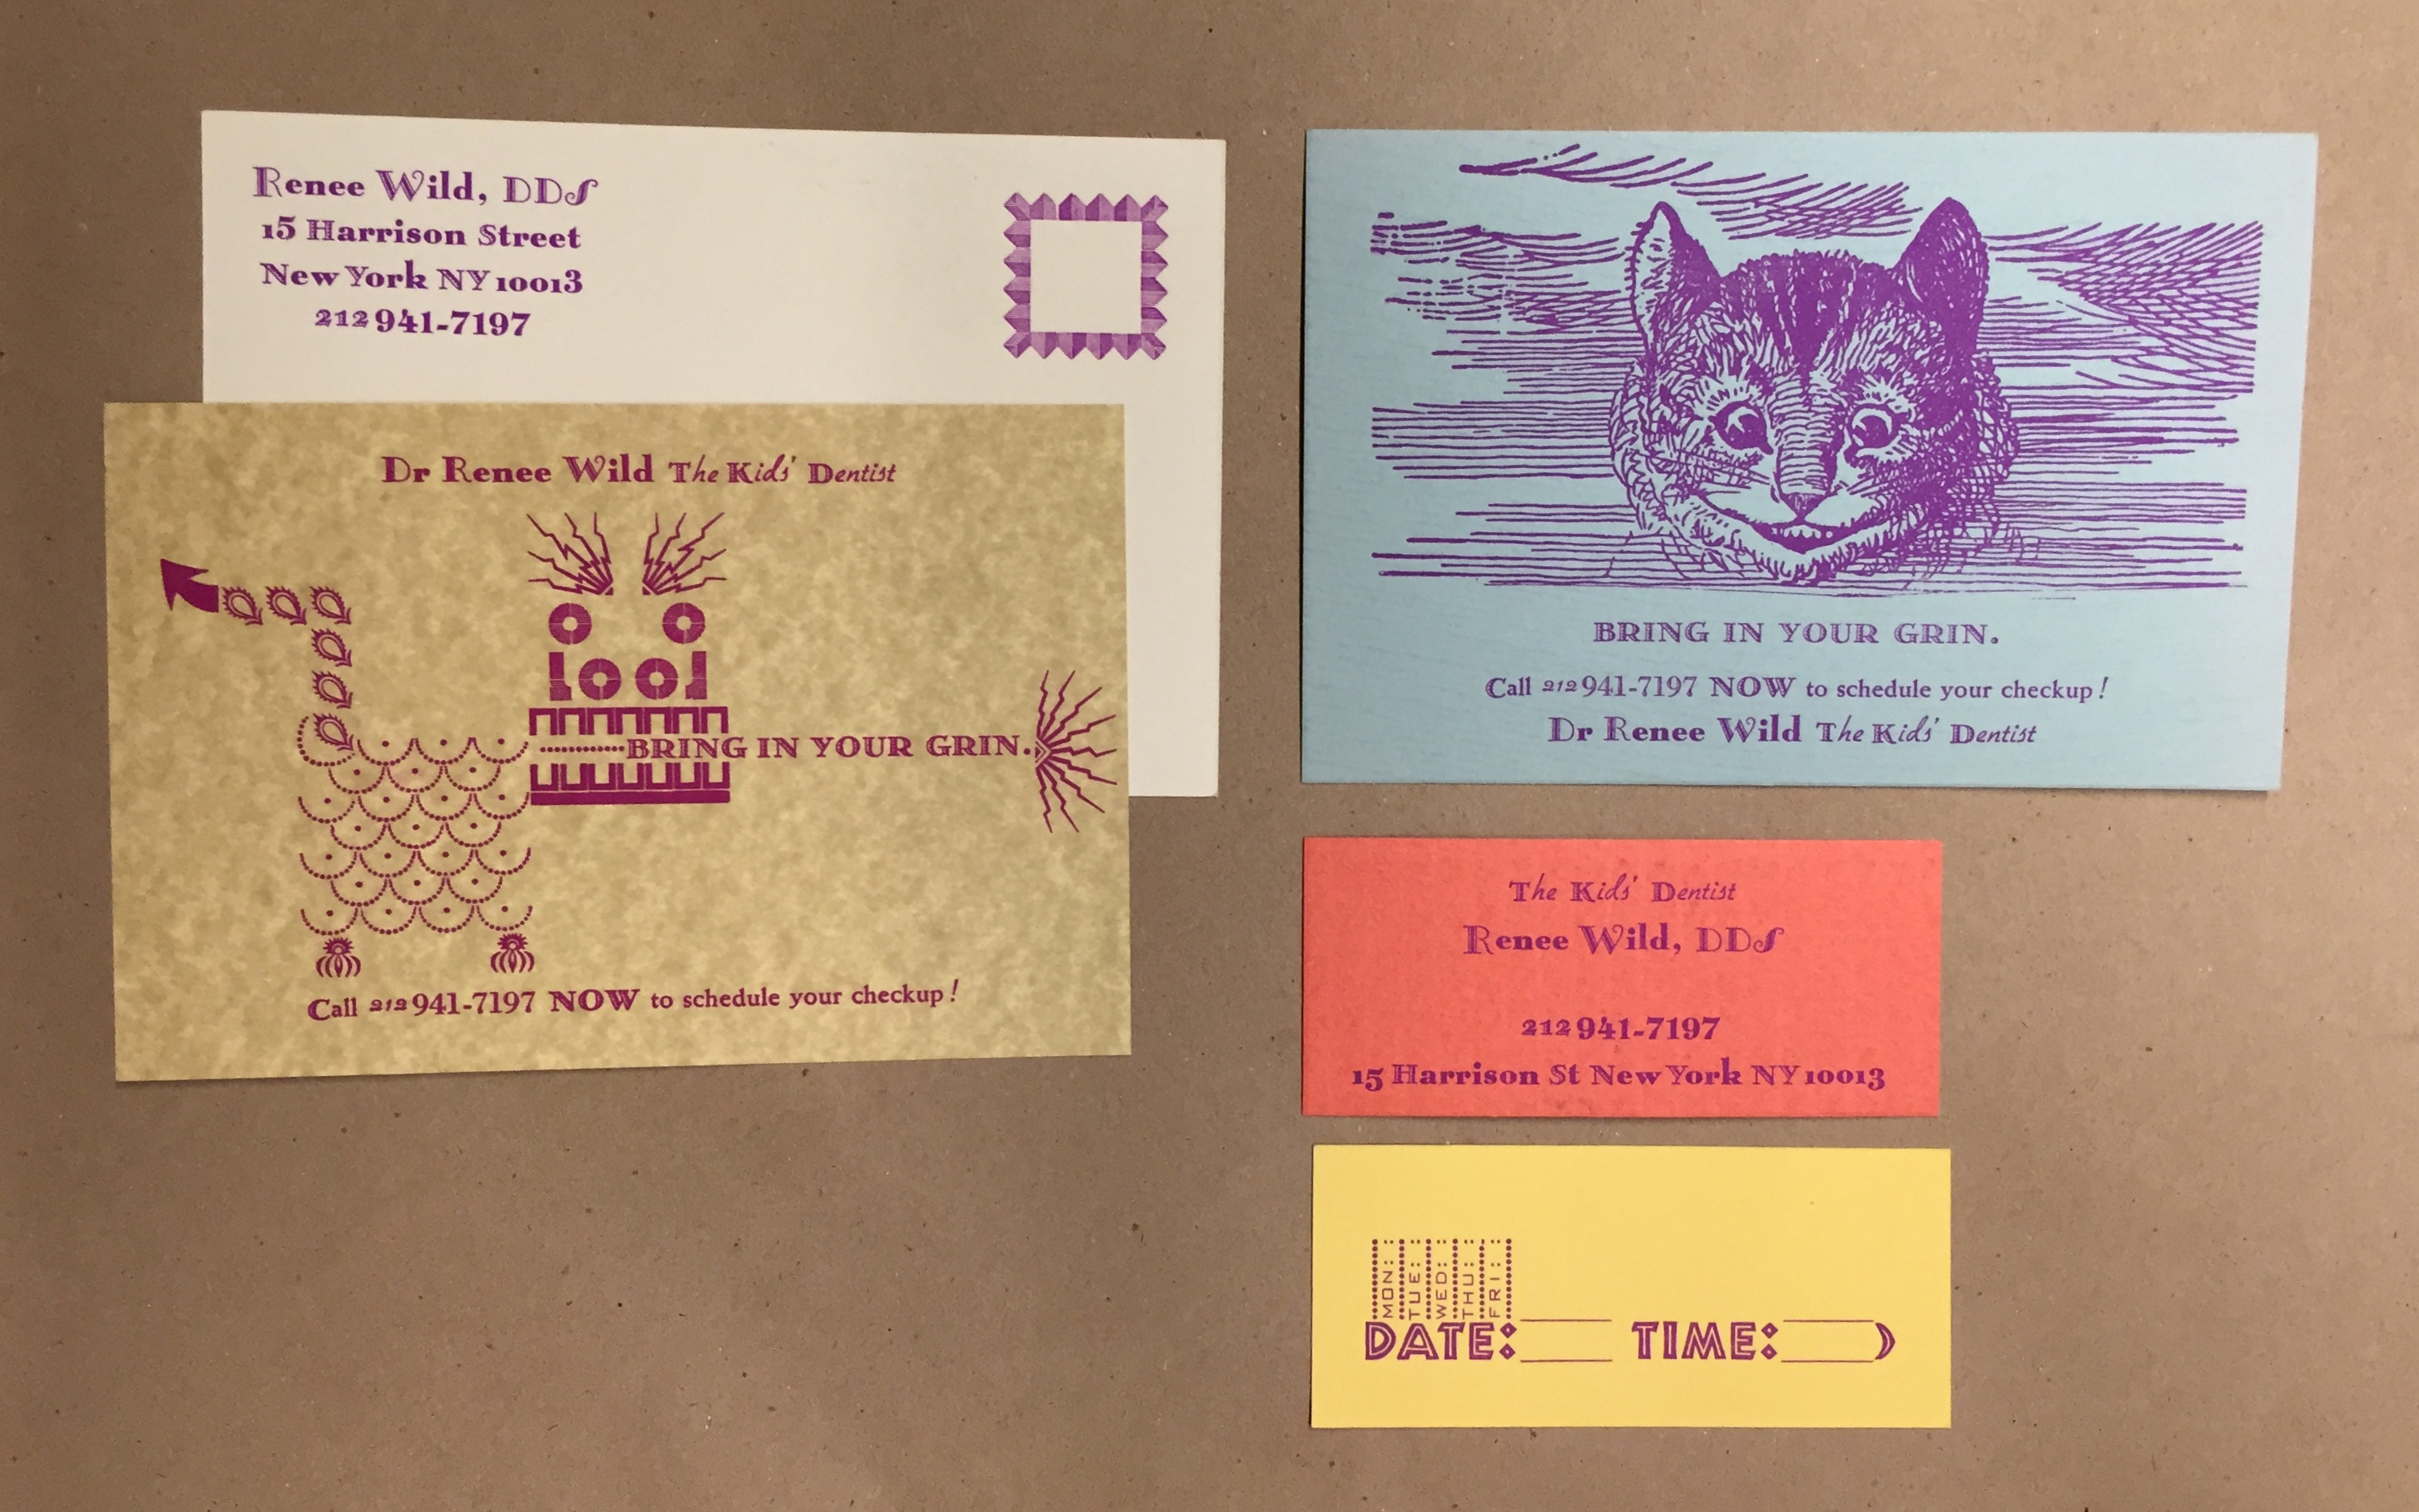 Renee Wild, DDS
15 Harrison Street
New York NY 10013
212 941-7197
Dr Renee Wild The Kids' Dentist
BRING IN YOUR GRIN.
Call 212 941-7197 NOW to schedule your checkup!
BRING IN YOUR GRIN.
Call 212 941-7197 NOW to schedule your checkup!
Dr Renee Wild The Kids' Dentist
The Kids' Dentist
Renee Wild, DDS
212 941-7197
15 Harrison St New York NY 10013
MON:
TUE:
WED:
THU:
FRI:
DATE: TIME: